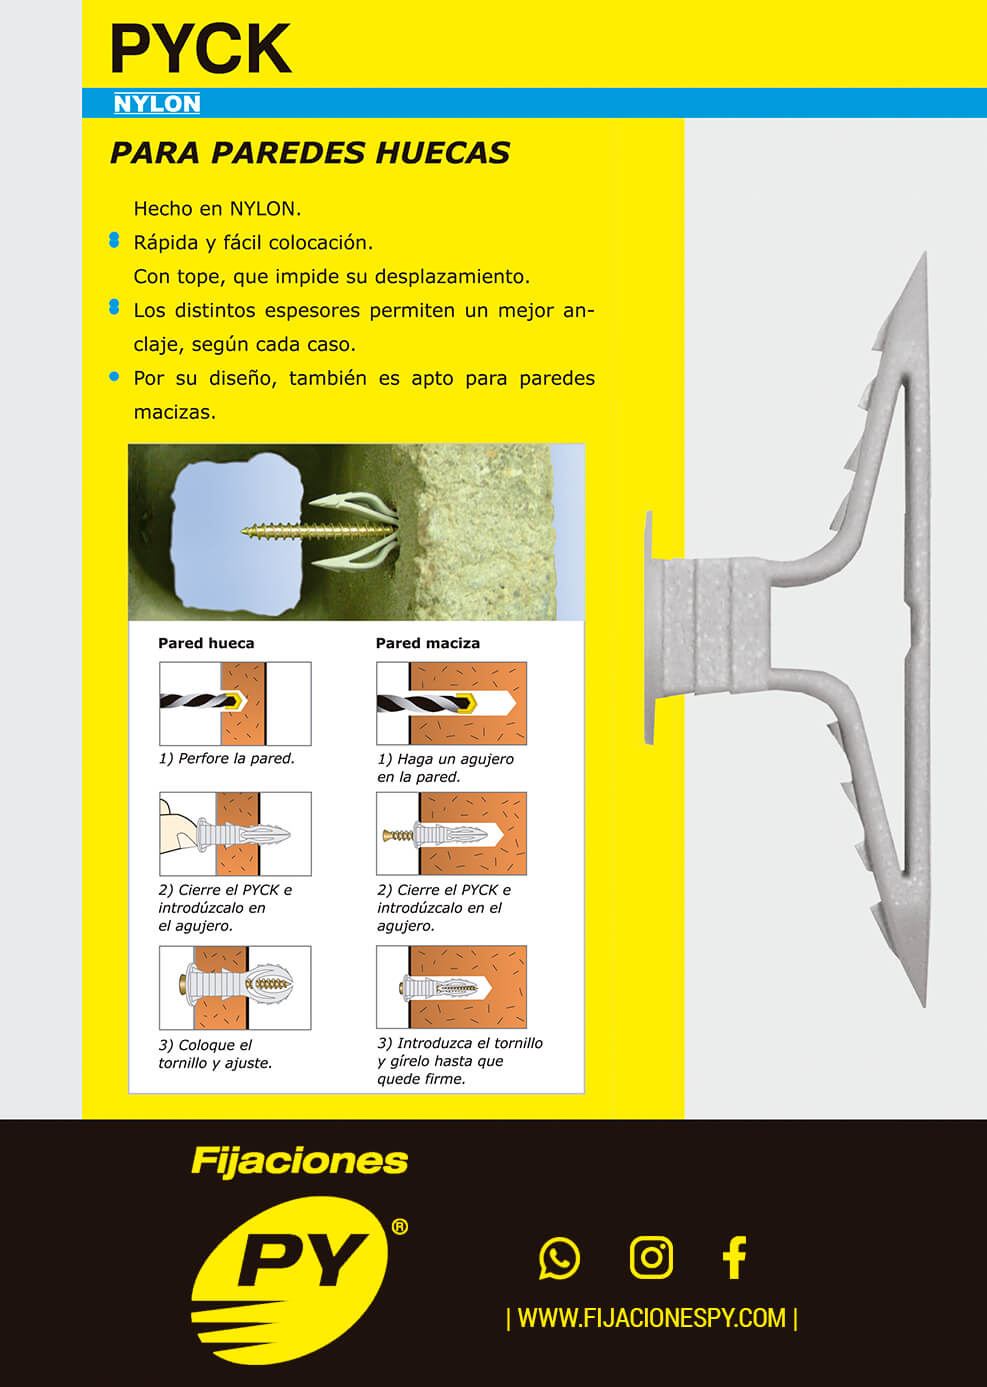 PYCK
NYLON
PARA PAREDES HUECAS
Hecho en NYLON.
Rápida y fácil colocación.
Con tope, que impide su desplazamiento.
Los distintos espesores permiten un mejor an-
claje, según cada caso.
Por su diseño, también es apto para paredes
macizas.
Pared hueca
1) Perfore la pared.
2) Cierre el PYCK e
introdúzcalo en
el agujero.
3) Coloque el
tornillo y ajuste.
Pared maciza
1) Haga un agujero
en la pared.
2) Cierre el PYCK e
introdúzcalo en el
agujero.
3) Introduzca el tornillo
y gírelo hasta que
quede firme.
Fijaciones
PY®
| WWW.FIJACIONESPY.COM |